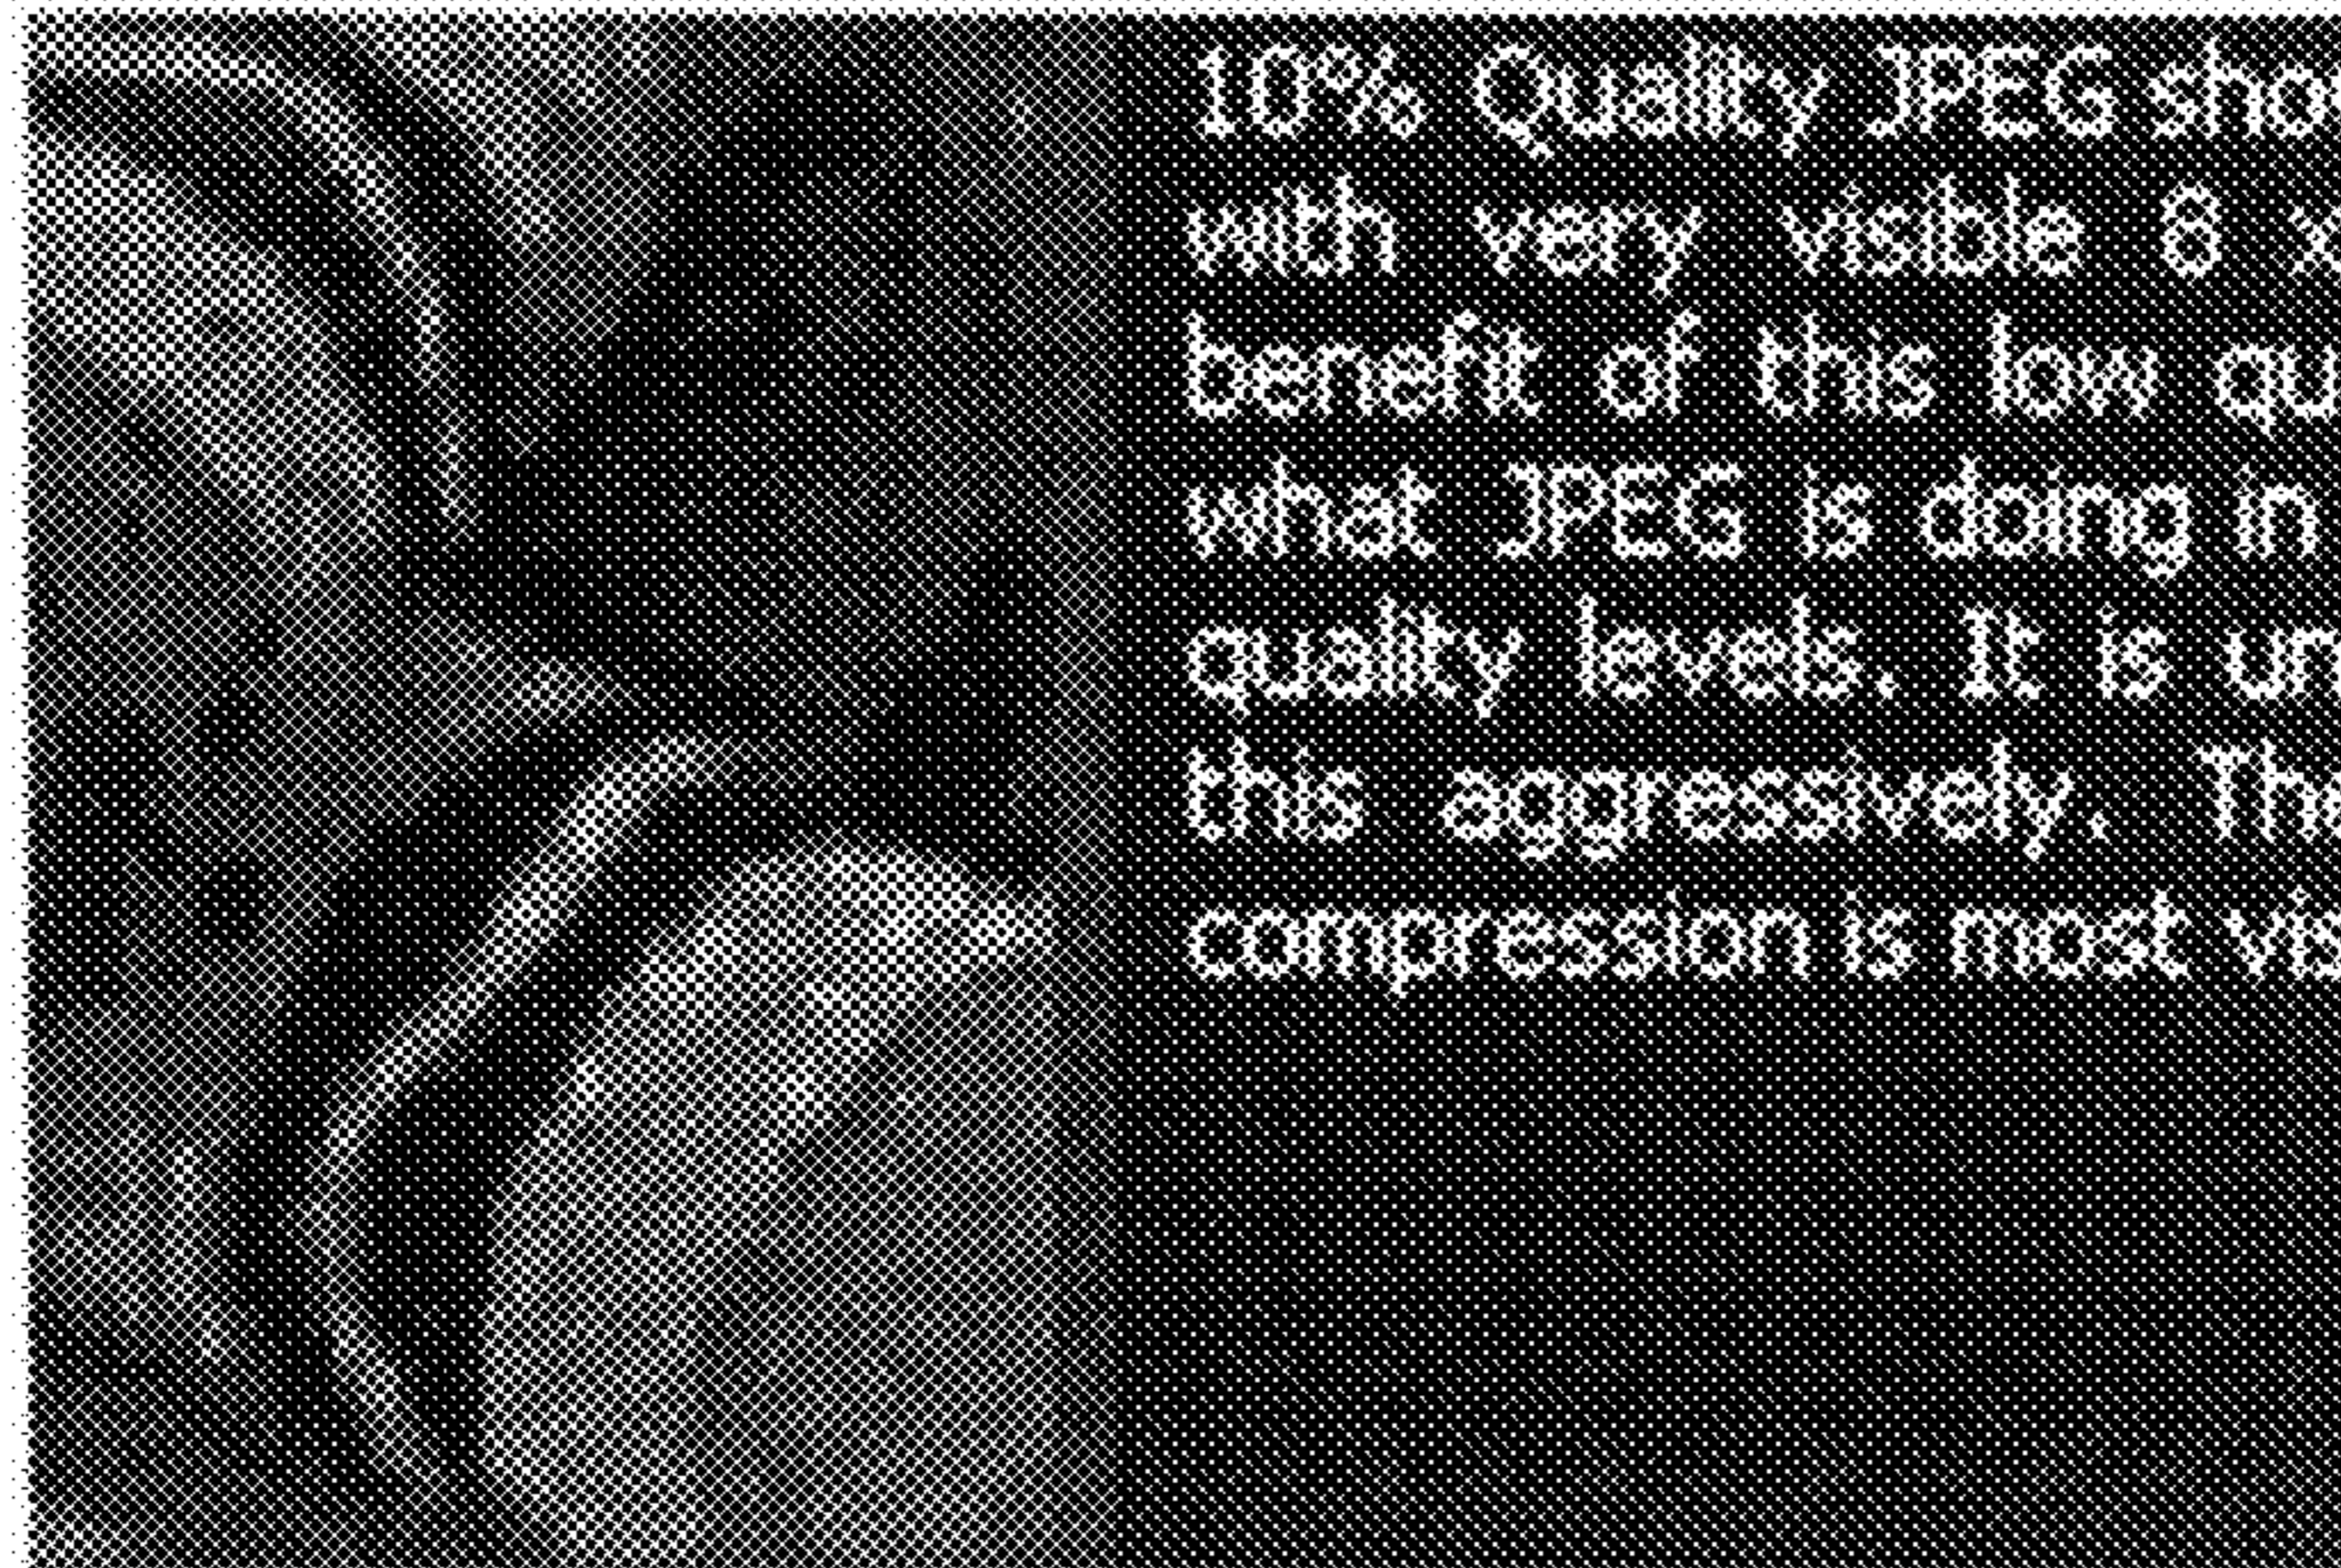 10% Quality JPEG sho
with very visible 8 x
benefit of this low qu
what JPEG is doing in
quality levels. It is un
this aggressively. The
compression is most vis